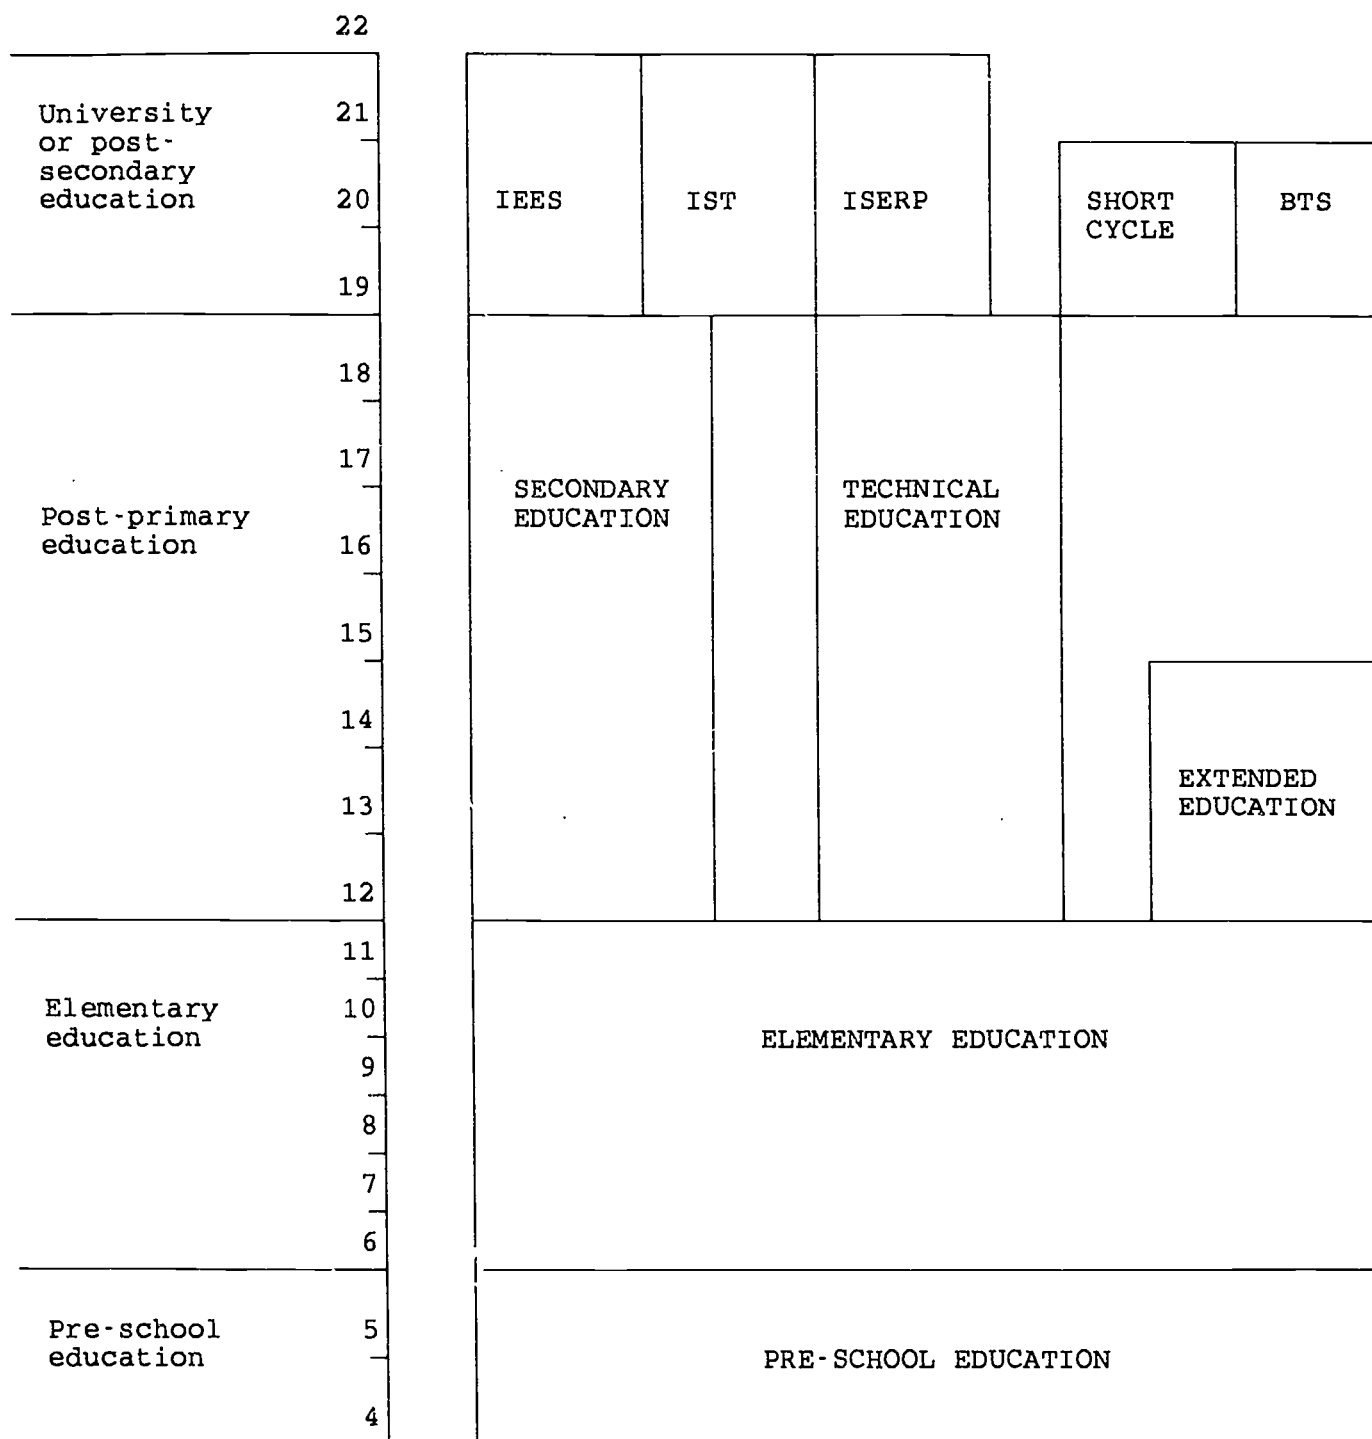 22
University
or post-
secondary
education
21
20
19
IEES
IST
ISERP
SHORT
CYCLE
BTS
Post-primary
education
18
17
16
15
14
13
12
SECONDARY
EDUCATION
TECHNICAL
EDUCATION
EXTENDED
EDUCATION
Elementary
education
11
10
9
8
7
6
ELEMENTARY EDUCATION
Pre-school
education
5
4
PRE-SCHOOL EDUCATION